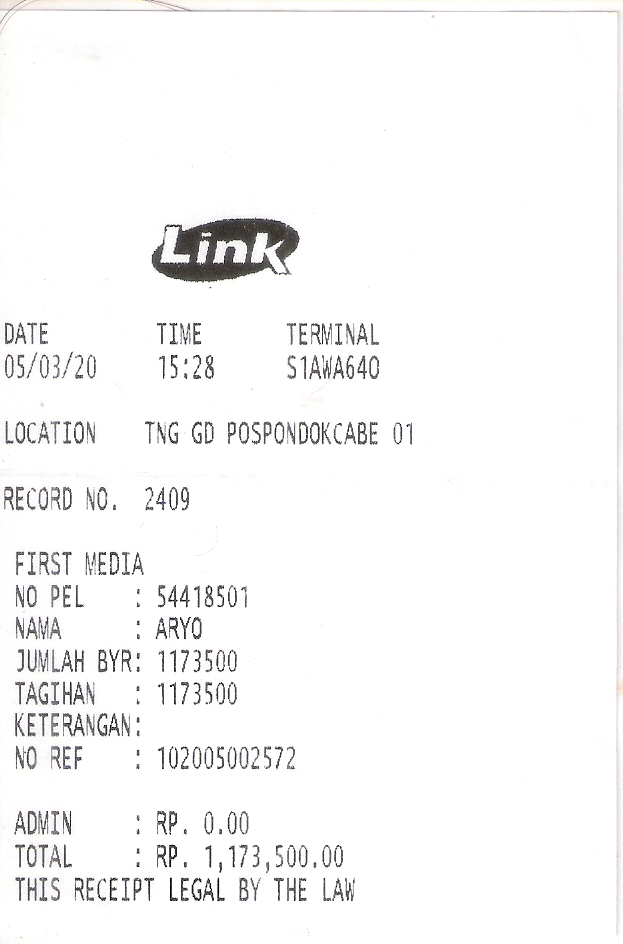 Link
DATE TIME TERMINAL
05/03/20 15:28 S1AWA640
LOCATION TNG GD POSPONDOKCABE 01
RECORD NO. 2409
FIRST MEDIA
NO PEL : 54418501
NAMA : ARYO
JUMLAH BYR: 1173500
TAGIHAN : 1173500
KETERANGAN:
NO REF : 102005002572
ADMIN : RP. 0.00
TOTAL : RP. 1,173,500.00
THIS RECEIPT LEGAL BY THE LAW